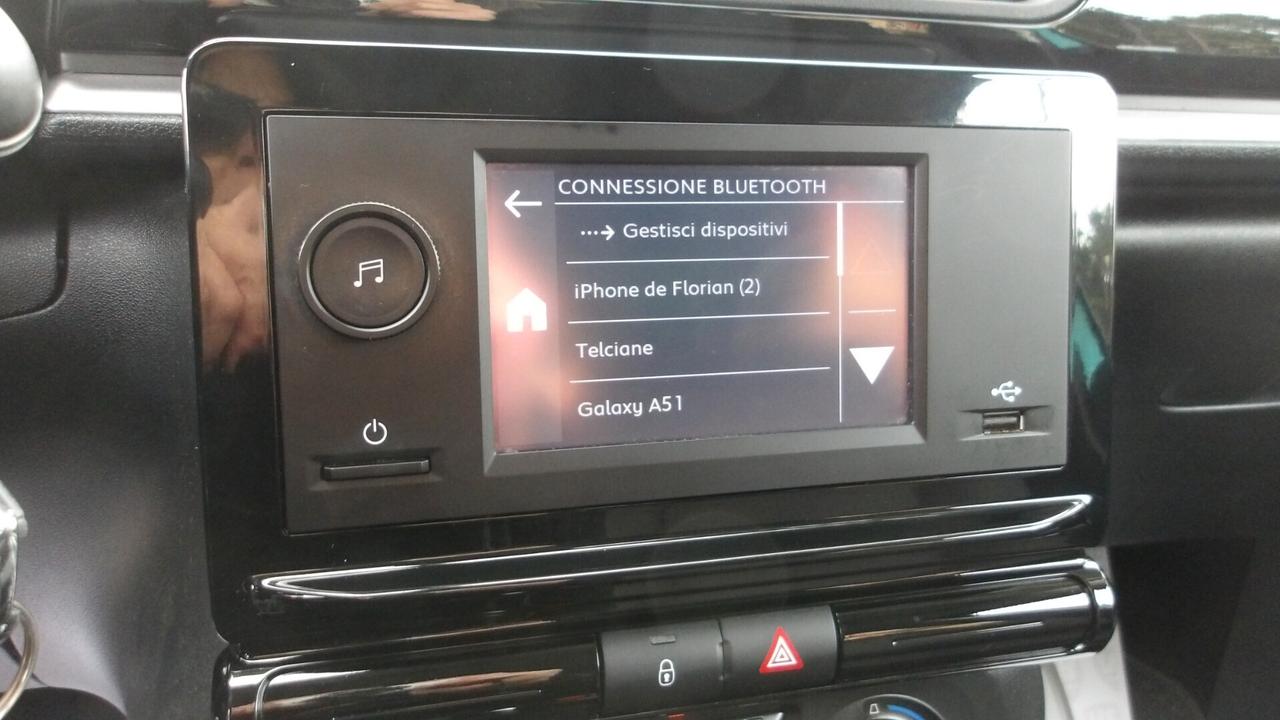 CONNESSIONE BLUETOOTH
Gestisci dispositivi
iPhone de Florian (2)
Telciane
Galaxy A51